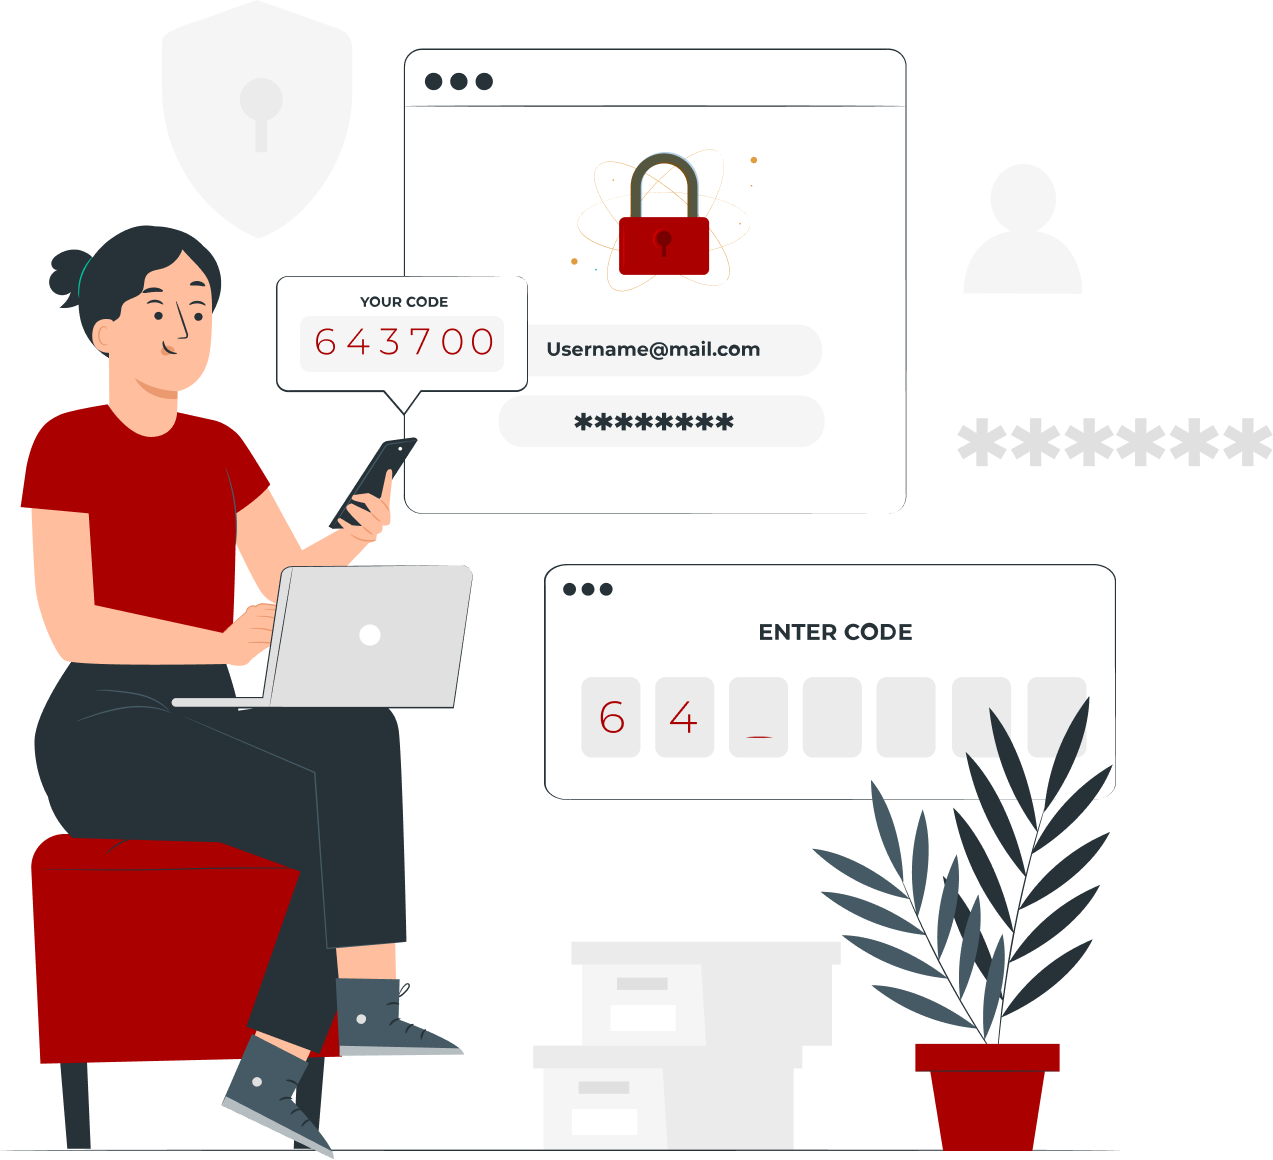 YOUR CODE
643700
Username@mail.com
********
******
ENTER CODE
6 4 _